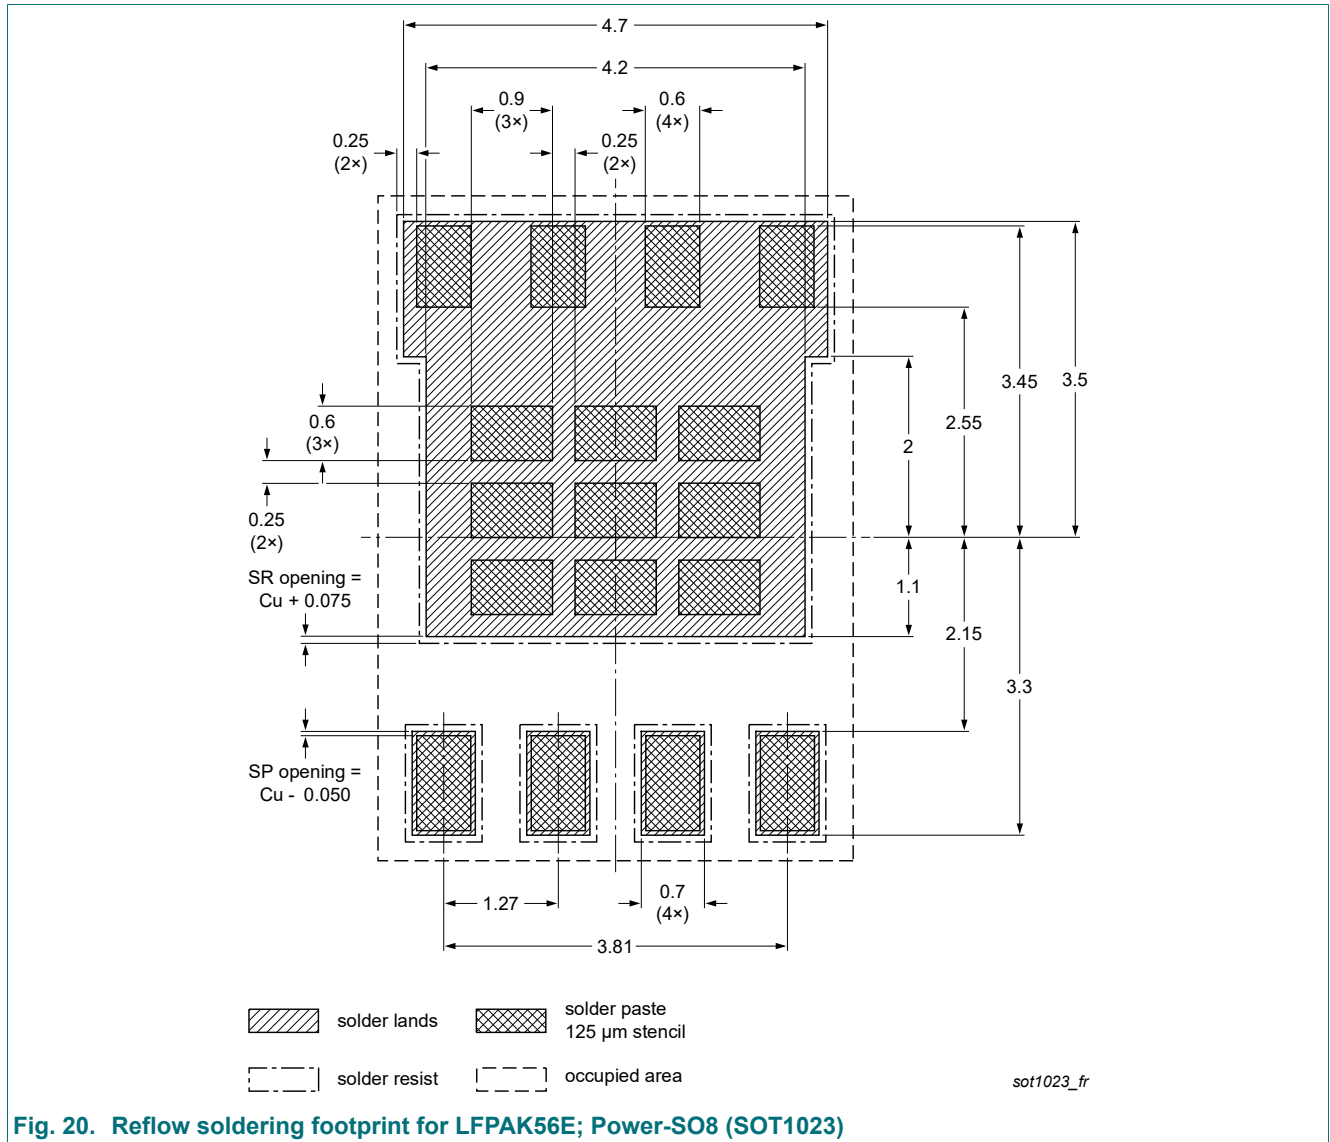 4.7
4.2
0.9
(3×)
0.6
(4×)
0.25
(2×)
0.25
(2×)
3.45
3.5
2.55
2
0.6
(3×)
0.25
(2×)
SR opening =
Cu + 0.075
1.1
2.15
3.3
SP opening =
Cu - 0.050
1.27
0.7
(4×)
3.81
solder lands
solder paste
125 µm stencil
solder resist
occupied area
sot1023_fr
Fig. 20. Reflow soldering footprint for LFPAK56E; Power-SO8 (SOT1023)